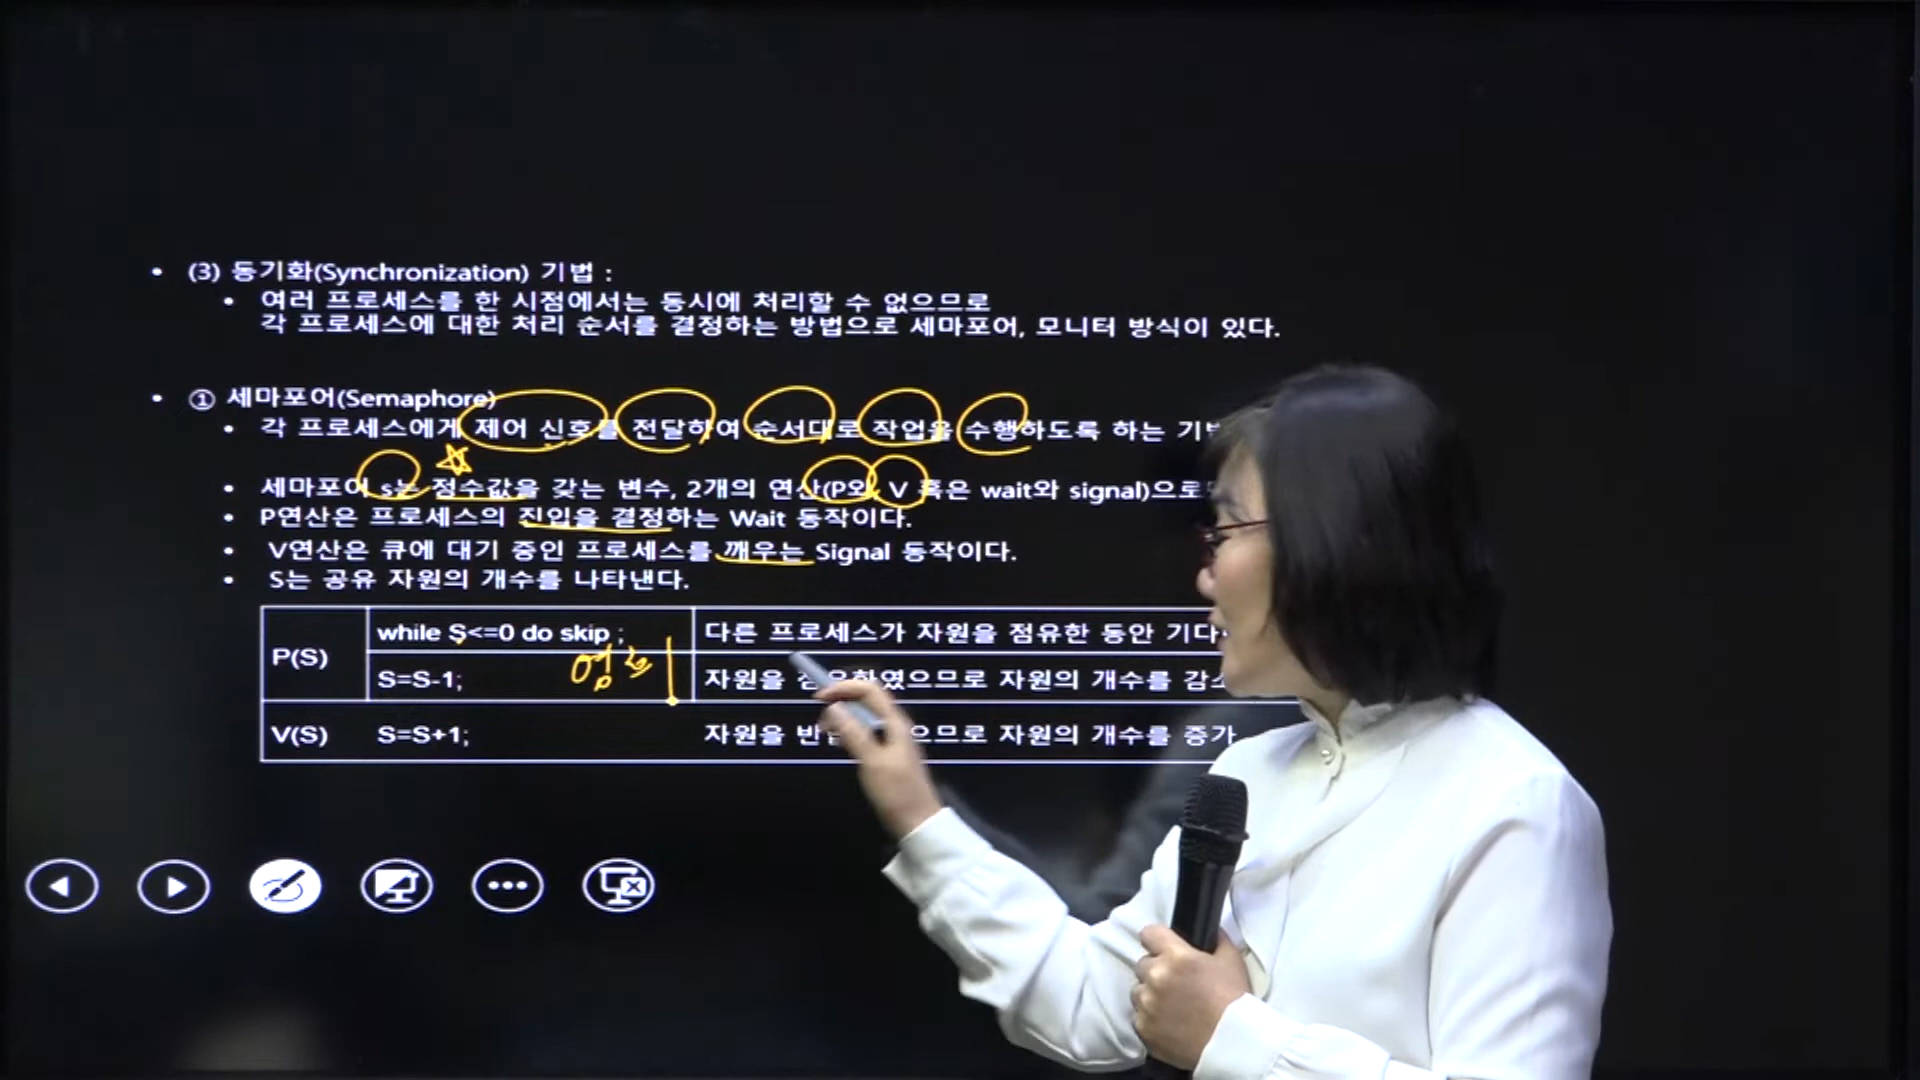 (3) 동기화(Synchronization) 기법 :
여러 프로세스를 한 시점에서는 동시에 처리할 수 없으므로
각 프로세스에 대한 처리 순서를 결정하는 방법으로 세마포어, 모니터 방식이 있다.
① 세마포어(Semaphore)
각 프로세스에게 제어 신호를 전달하여 순서대로 작업을 수행하도록 하는
세마포어 s는 정수값을 갖는 변수, 2개의 연산(P와 V 혹은 wait와 signal)으로
P연산은 프로세스의 진입을 결정하는 Wait 동작이다.
V연산은 큐에 대기 중인 프로세스를 깨우는 Signal 동작이다.
S는 공유 자원의 개수를 나타낸다.
P(S) while S<=0 do skip ; 다른 프로세스가 자원을 점유한 동안
S=S-1; 자원을 으므로 자원의 개수를
V(S) S=S+1; 자원을 으므로 자원의 개수를 증가